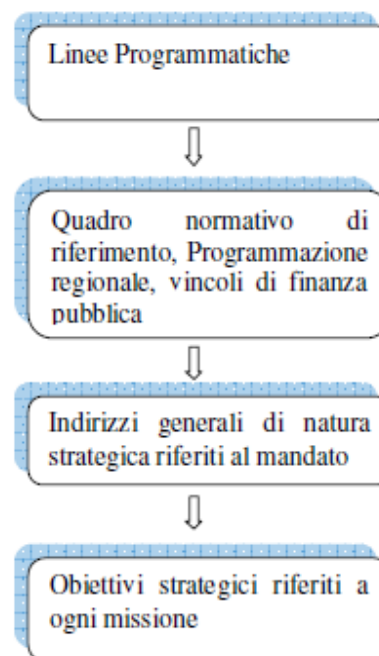 Linee Programmatiche
Quadro normativo di
riferimento, Programmazione
regionale, vincoli di finanza
pubblica
Indirizzi generali di natura
strategica riferiti al mandato
Obiettivi strategici riferiti a
ogni missione